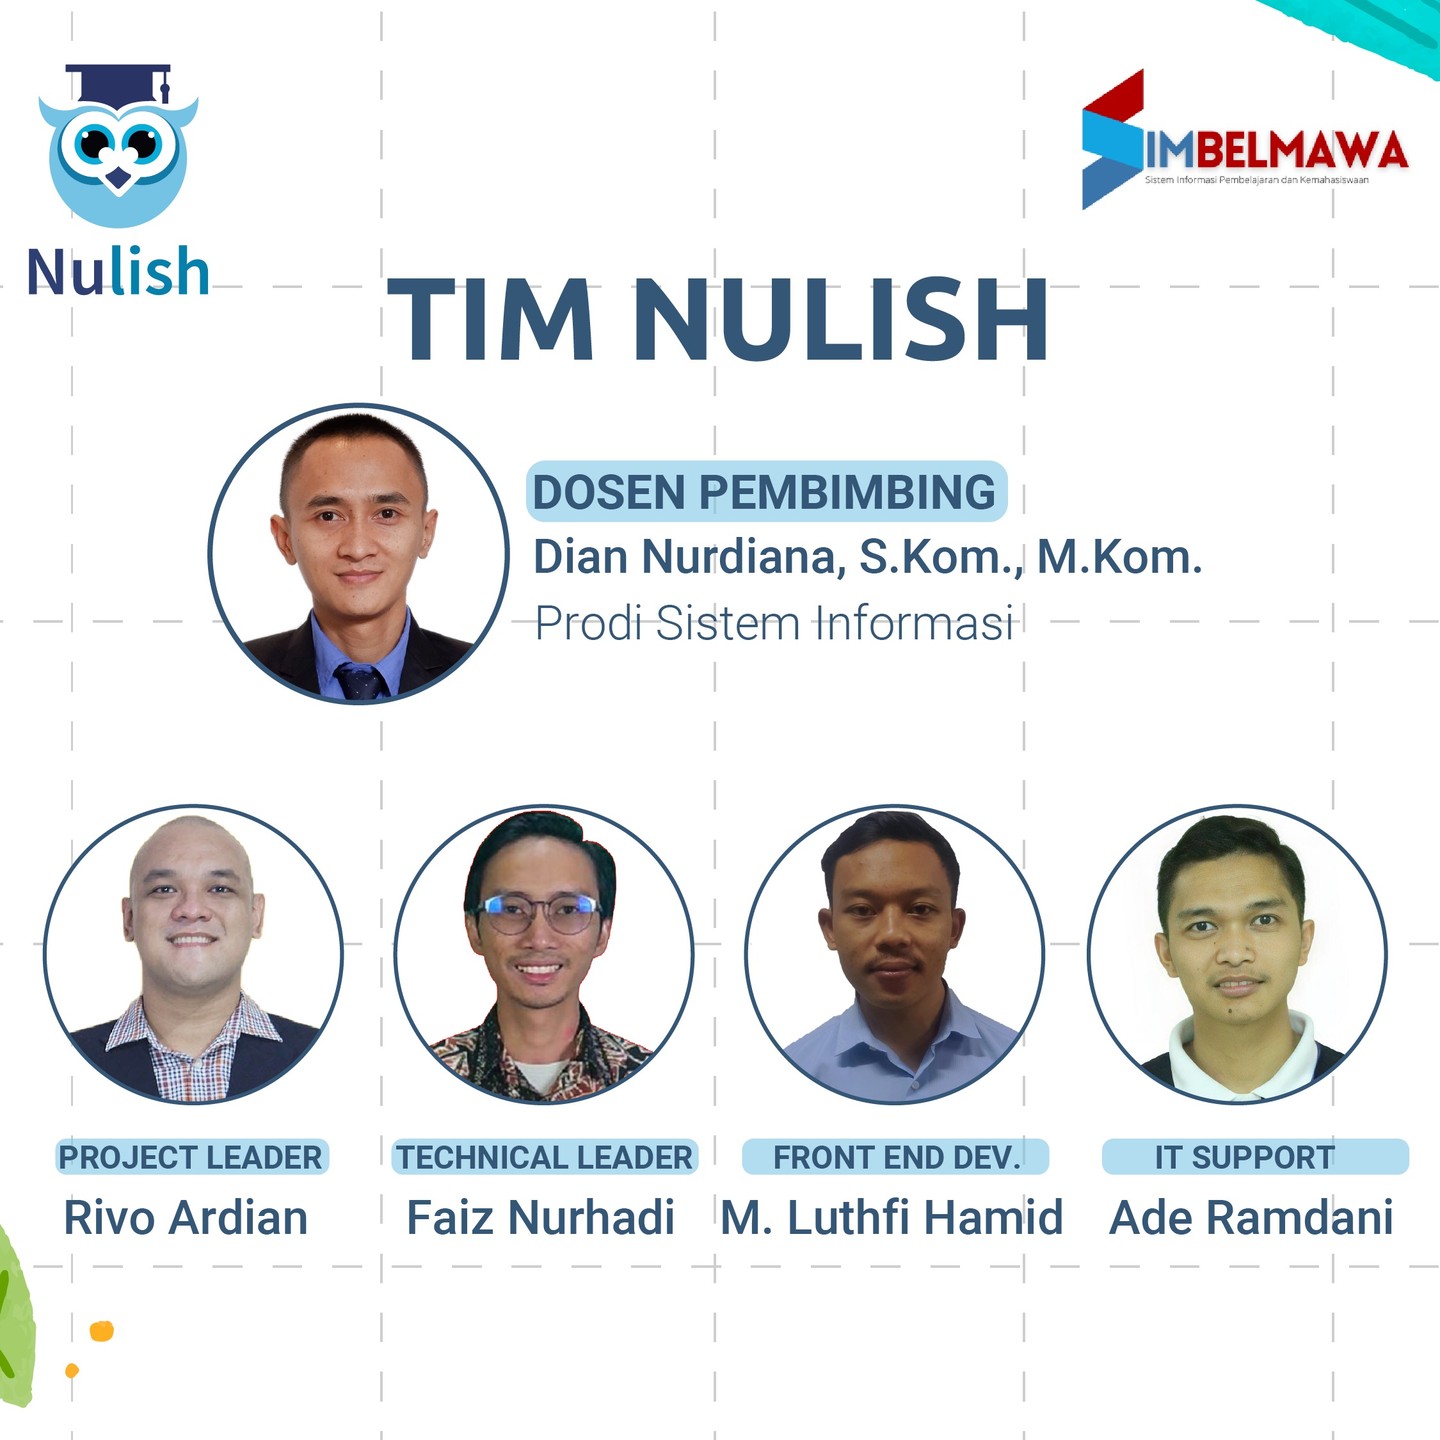 Nulish
SIMBELMAWA
Sistem Informasi Pembelajaran dan Kemahasiswaan
TIM NULISH
DOSEN PEMBIMBING
Dian Nurdiana, S.Kom., M.Kom.
Prodi Sistem Informasi
PROJECT LEADER
Rivo Ardian
TECHNICAL LEADER
Faiz Nurhadi
FRONT END DEV.
M. Luthfi Hamid
IT SUPPORT
Ade Ramdani